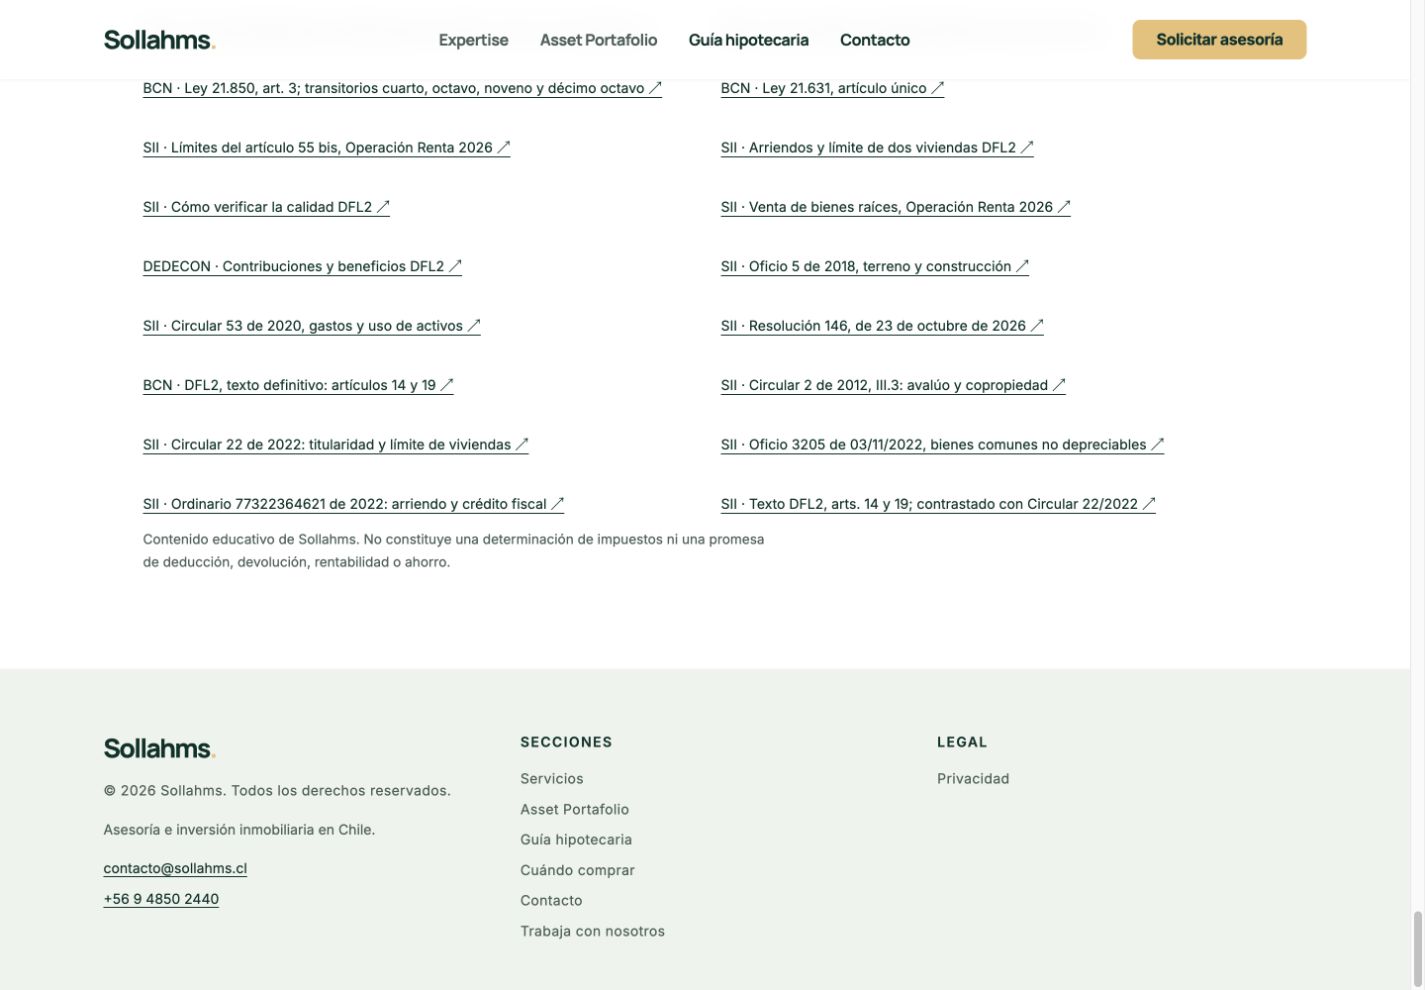 Sollahms.
Expertise
Asset Portafolio
Guía hipotecaria
Contacto
Solicitar asesoría
BCN · Ley 21.850, art. 3; transitorios cuarto, octavo, noveno y décimo octavo ↗
BCN · Ley 21.631, artículo único ↗
SII · Límites del artículo 55 bis, Operación Renta 2026 ↗
SII · Arriendos y límite de dos viviendas DFL2 ↗
SII · Cómo verificar la calidad DFL2 ↗
SII · Venta de bienes raíces, Operación Renta 2026 ↗
DEDECON · Contribuciones y beneficios DFL2 ↗
SII · Oficio 5 de 2018, terreno y construcción ↗
SII · Circular 53 de 2020, gastos y uso de activos ↗
SII · Resolución 146, de 23 de octubre de 2026 ↗
BCN · DFL2, texto definitivo: artículos 14 y 19 ↗
SII · Circular 2 de 2012, III.3: avalúo y copropiedad ↗
SII · Circular 22 de 2022: titularidad y límite de viviendas ↗
SII · Oficio 3205 de 03/11/2022, bienes comunes no depreciables ↗
SII · Ordinario 77322364621 de 2022: arriendo y crédito fiscal ↗
SII · Texto DFL2, arts. 14 y 19; contrastado con Circular 22/2022 ↗
Contenido educativo de Sollahms. No constituye una determinación de impuestos ni una promesa
de deducción, devolución, rentabilidad o ahorro.
Sollahms.
© 2026 Sollahms. Todos los derechos reservados.
Asesoría e inversión inmobiliaria en Chile.
contacto@sollahms.cl
+56 9 4850 2440
SECCIONES
Servicios
Asset Portafolio
Guía hipotecaria
Cuándo comprar
Contacto
Trabaja con nosotros
LEGAL
Privacidad